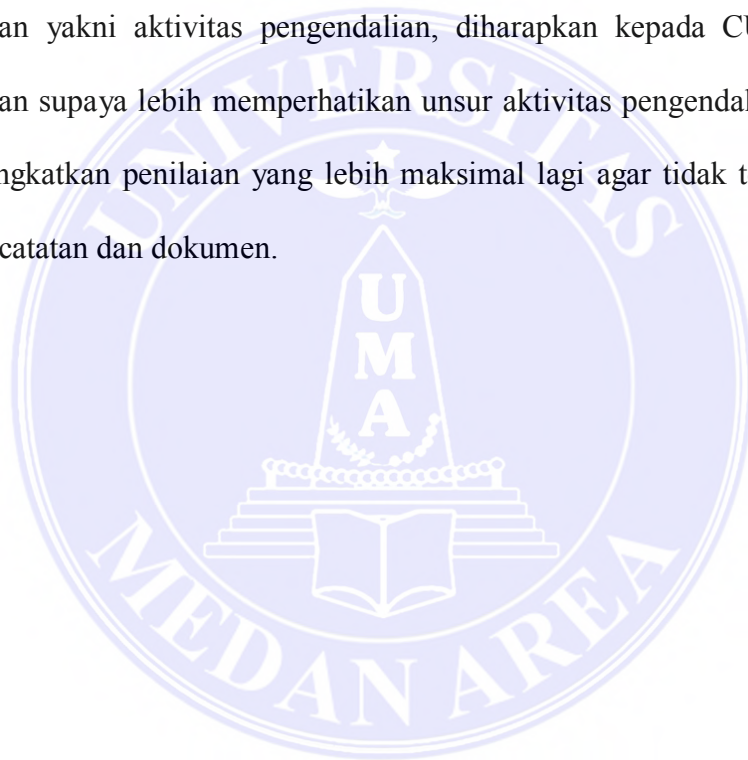 an yakni aktivitas pengendalian, diharapkan kepada CU
an supaya lebih memperhatikan unsur aktivitas pengendal
ngkatkan penilaian yang lebih maksimal lagi agar tidak t
catatan dan dokumen.
UNIVERSITAS
U
M
A
MEDAN AREA